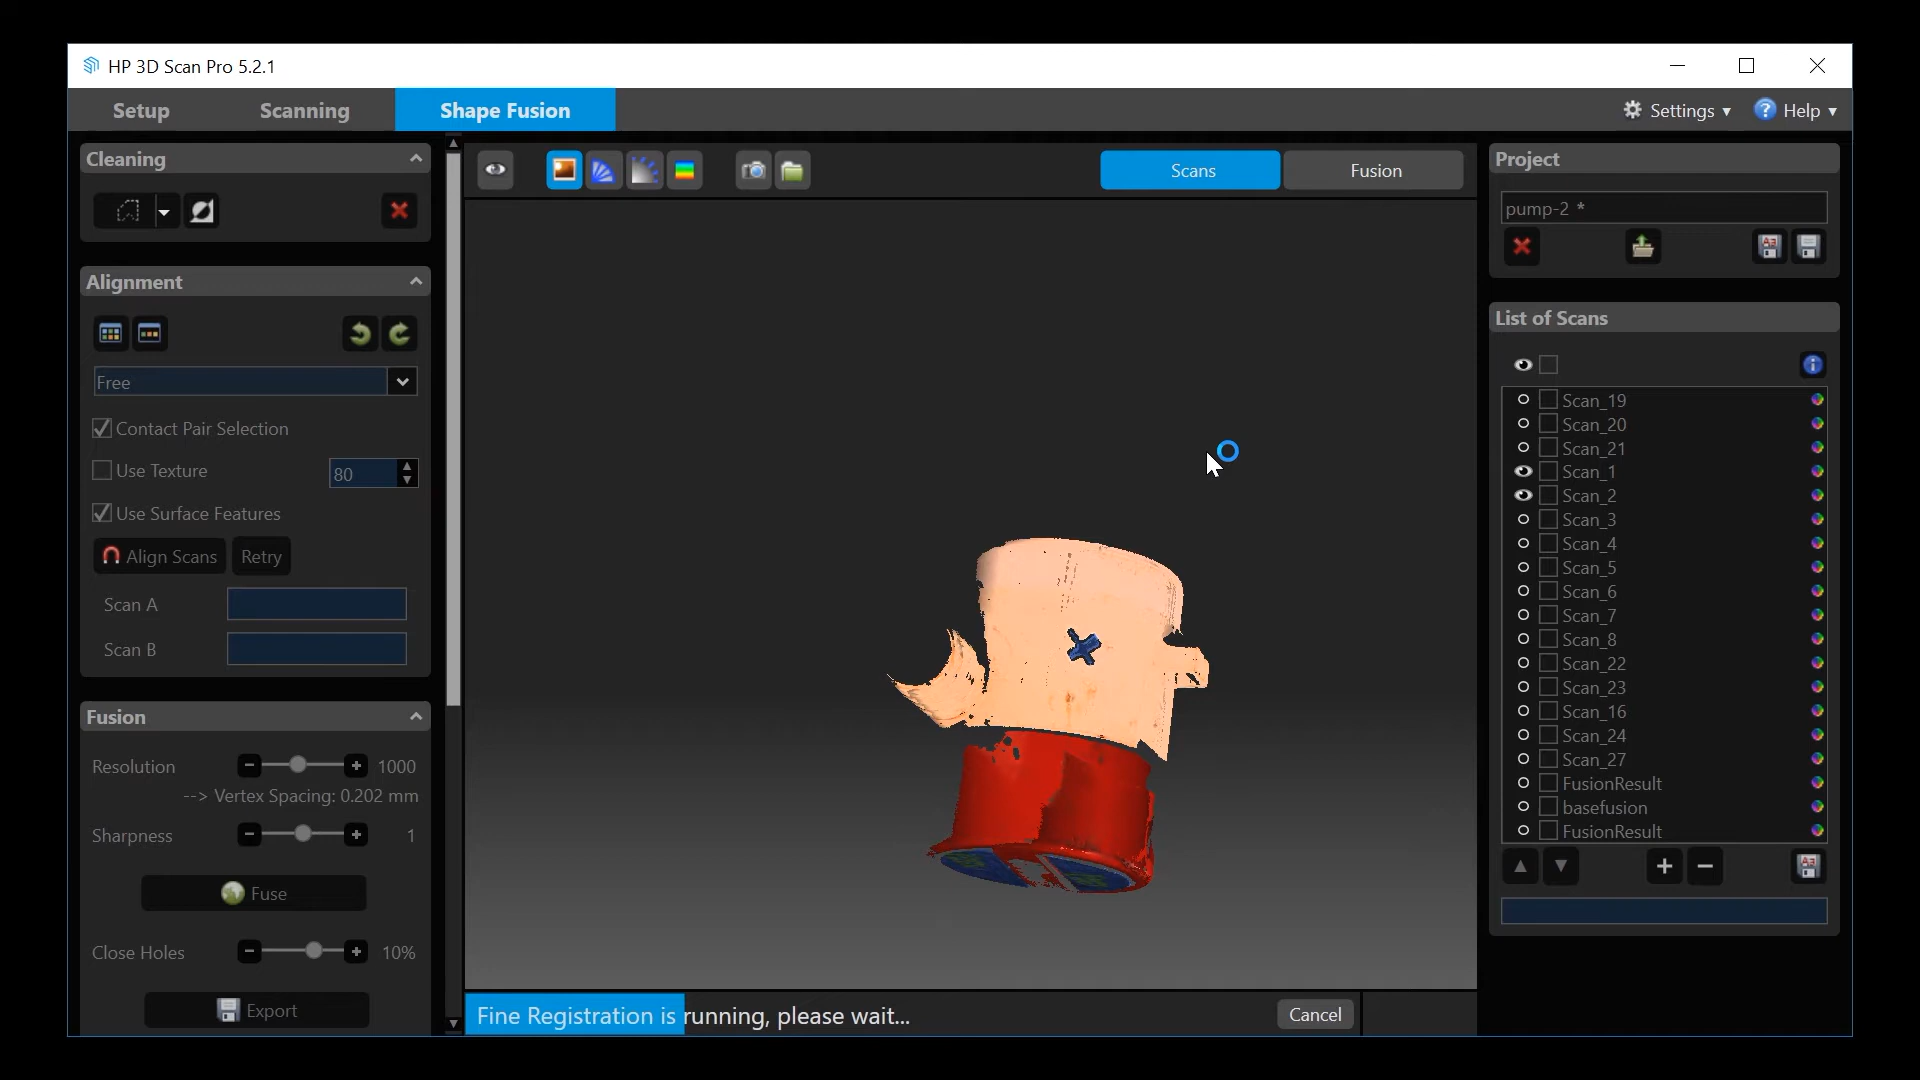 HP 3D Scan Pro 5.2.1
Setup
Scanning
Shape Fusion
Settings
Help
Cleaning
Alignment
Free
Contact Pair Selection
Use Texture
80
Use Surface Features
Align Scans
Retry
Scan A
Scan B
Fusion
Resolution
1000
--> Vertex Spacing: 0.202 mm
Sharpness
1
Fuse
Close Holes
10%
Export
Scans
Fusion
Fine Registration is running, please wait...
Cancel
Project
pump-2 *
List of Scans
Scan_19
Scan_20
Scan_21
Scan_1
Scan_2
Scan_3
Scan_4
Scan_5
Scan_6
Scan_7
Scan_8
Scan_22
Scan_23
Scan_16
Scan_24
Scan_27
FusionResult
basefusion
FusionResult